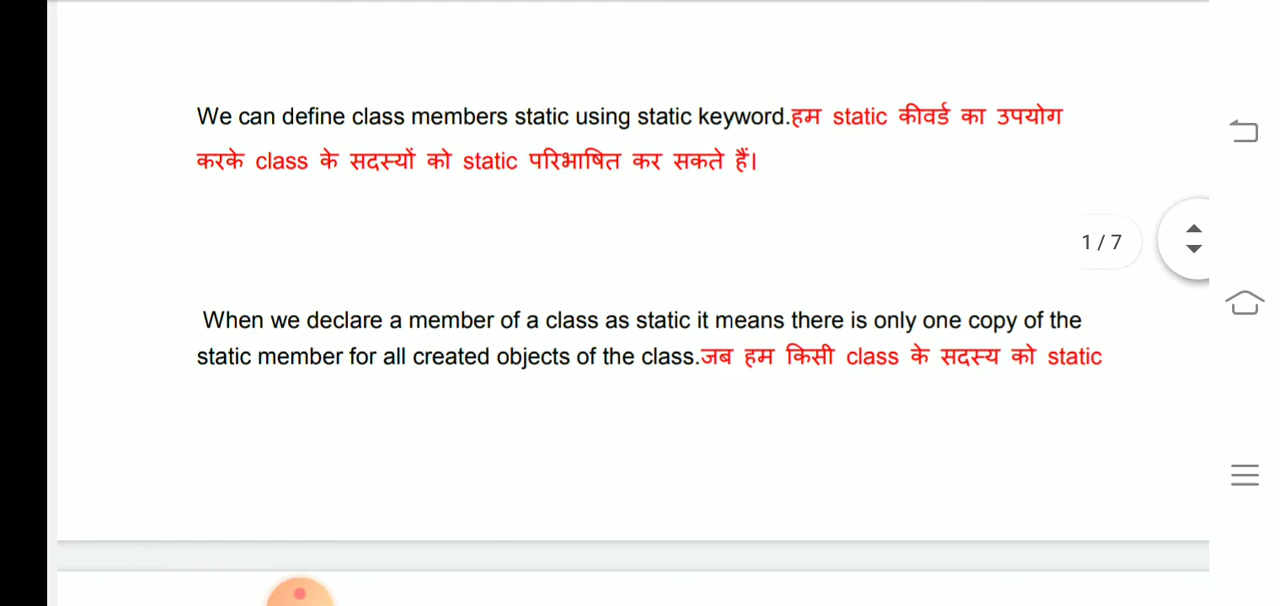 We can define class members static using static keyword.हम static कीवर्ड का उपयोग
करके class के सदस्यों को static परिभाषित कर सकते हैं।
1 / 7
When we declare a member of a class as static it means there is only one copy of the
static member for all created objects of the class.जब हम किसी class के सदस्य को static